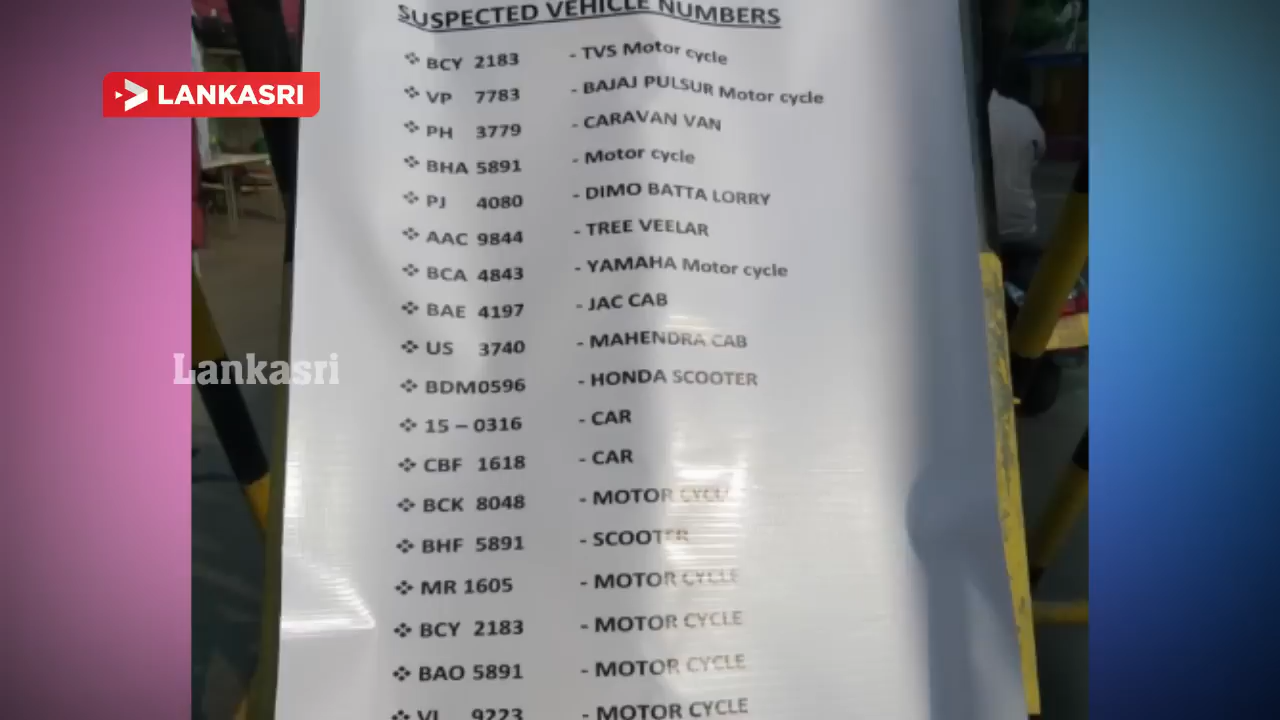 SUSPECTED VEHICLE NUMBERS
LANKASRI
BCY 2183 - TVS Motor cycle
VP 7783 - BAJAJ PULSUR Motor cycle
PH 3779 - CARAVAN VAN
BHA 5891 - Motor cycle
PJ 4080 - DIMO BATTA LORRY
AAC 9844 - TREE VEELAR
BCA 4843 - YAMAHA Motor cycle
BAE 4197 - JAC CAB
US 3740 - MAHENDRA CAB
Lankasri
BDM0596 - HONDA SCOOTER
15 – 0316 - CAR
CBF 1618 - CAR
BCK 8048 - MOTOR CYCLE
BHF 5891 - SCOOTER
MR 1605 - MOTOR CYCLE
BCY 2183 - MOTOR CYCLE
BAO 5891 - MOTOR CYCLE
9223 - MOTOR CYCLE